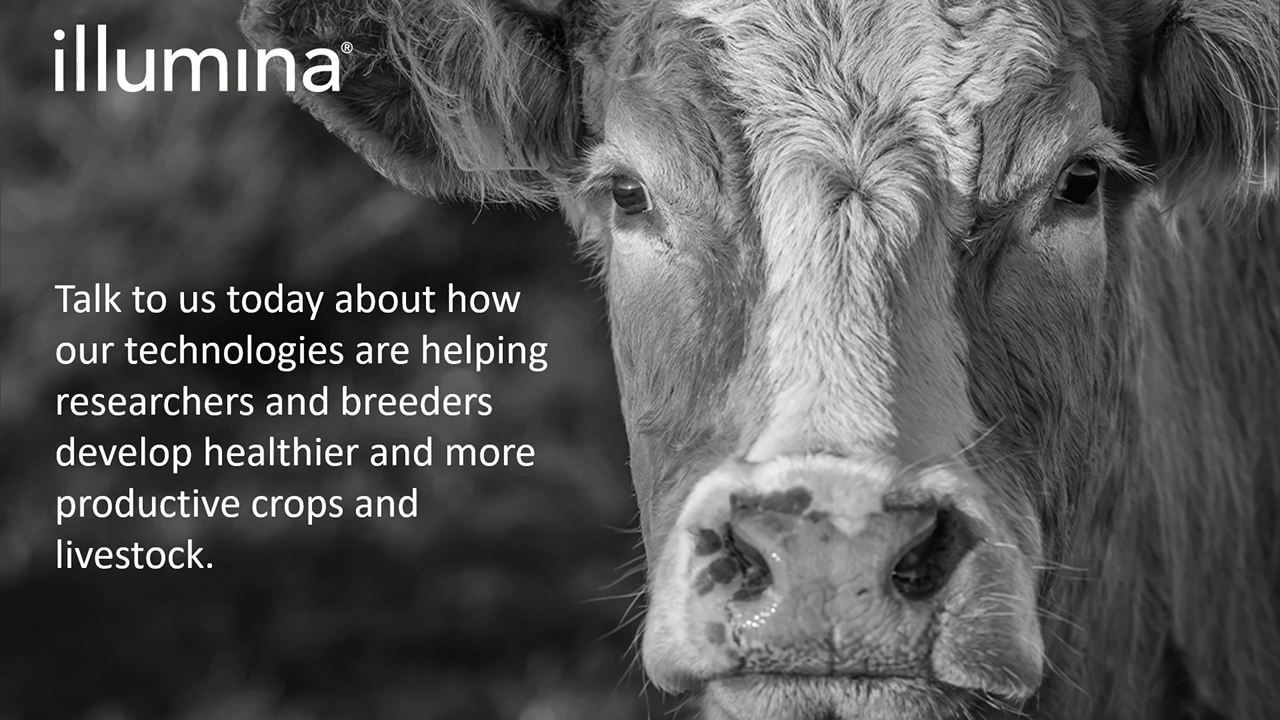 illumina®
Talk to us today about how
our technologies are helping
researchers and breeders
develop healthier and more
productive crops and
livestock.